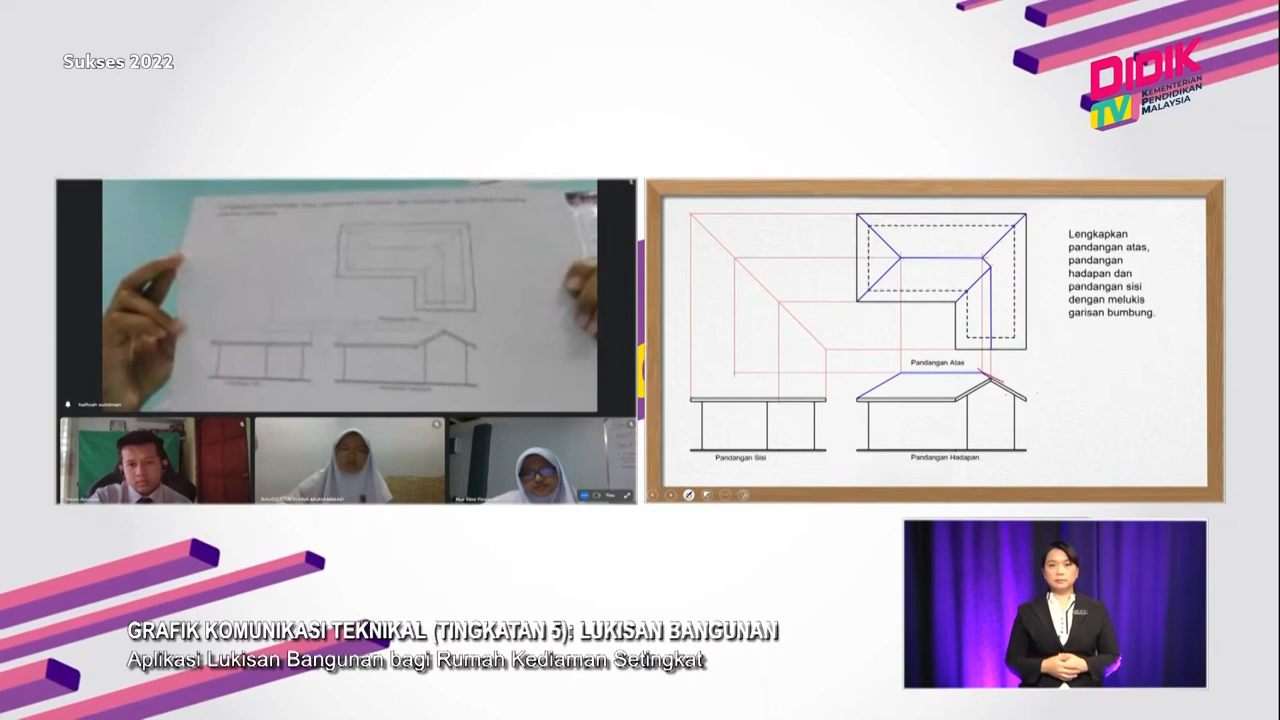 Sukses 2022
DIDIK
TV
KEMENTERIAN
PENDIDIKAN
MALAYSIA
Lengkapkan
pandangan atas,
pandangan
hadapan dan
pandangan sisi
dengan melukis
garisan bumbung.
Pandangan Atas
Pandangan Sisi
Pandangan Hadapan
You
GRAFIK KOMUNIKASI TEKNIKAL (TINGKATAN 5): LUKISAN BANGUNAN
Aplikasi Lukisan Bangunan bagi Rumah Kediaman Setingkat